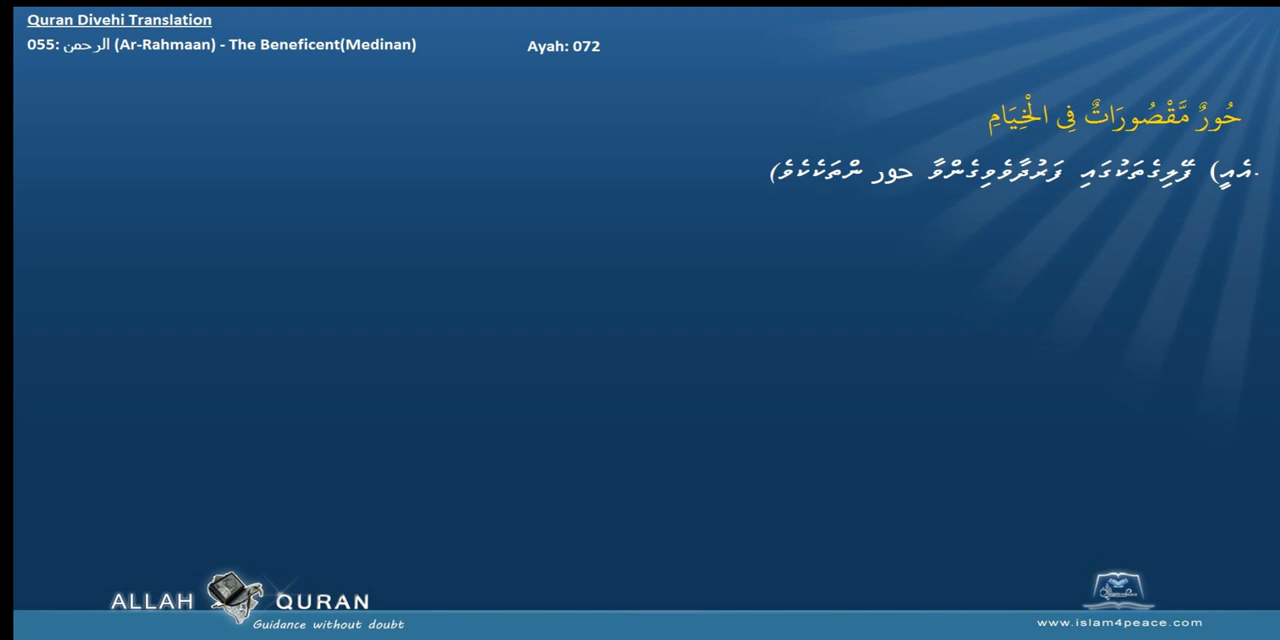 Quran Divehi Translation
055: الرحمن (Ar-Rahmaan) - The Beneficent(Medinan)
Ayah: 072
حُورٌ مَّقْصُورَاتٌ فِي الْخِيَامِ
.އެއީ) ފޭލިގެތަކުގައި ފަރުދާވެވިގެންވާ حور ންތަކެކެވެ)
ALLAH QURAN
Guidance without doubt
www.islam4peace.com